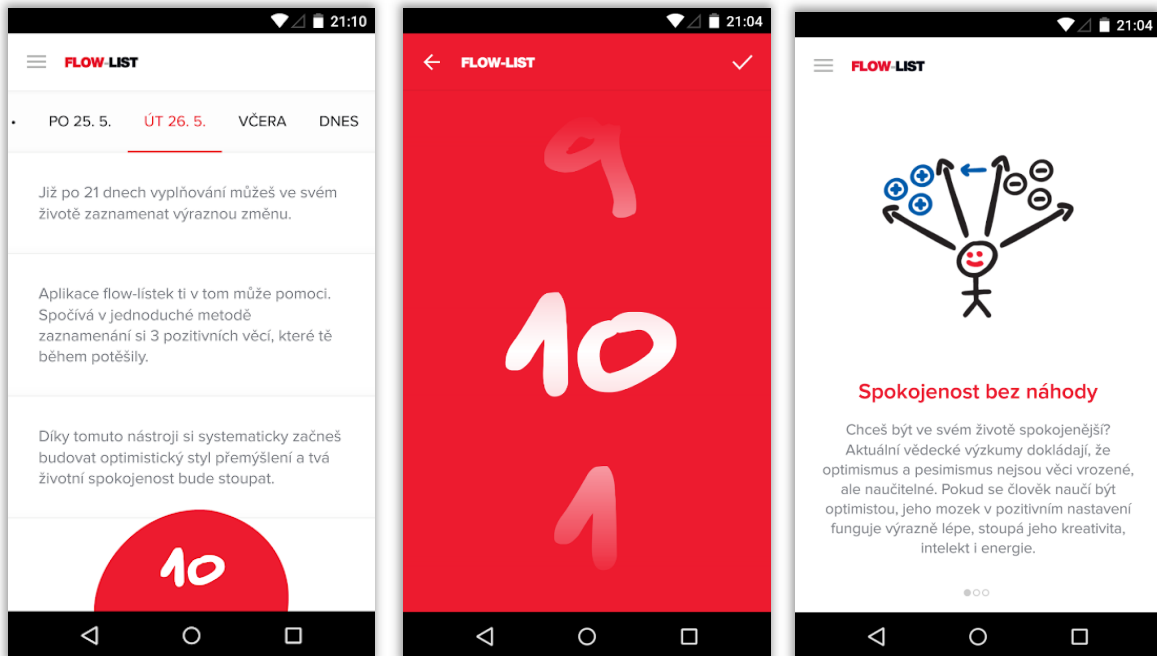 21:10
FLOW-LIST
PO 25. 5. ÚT 26. 5. VČERA DNES
Již po 21 dnech vyplňování můžeš ve svém
životě zaznamenat výraznou změnu.
Aplikace flow-lístek ti v tom může pomoci.
Spočívá v jednoduché metodě
zaznamenání si 3 pozitivních věcí, které tě
během potěšily.
Díky tomuto nástroji si systematicky začneš
budovat optimistický styl přemýšlení a tvá
životní spokojenost bude stoupat.
10
21:04
FLOW-LIST
9
10
1
21:04
FLOW-LIST
Spokojenost bez náhody
Chceš být ve svém životě spokojenější?
Aktuální vědecké výzkumy dokládají, že
optimismus a pesimismus nejsou věci vrozené,
ale naučitelné. Pokud se člověk naučí být
optimistou, jeho mozek v pozitivním nastavení
funguje výrazně lépe, stoupá jeho kreativita,
intelekt i energie.